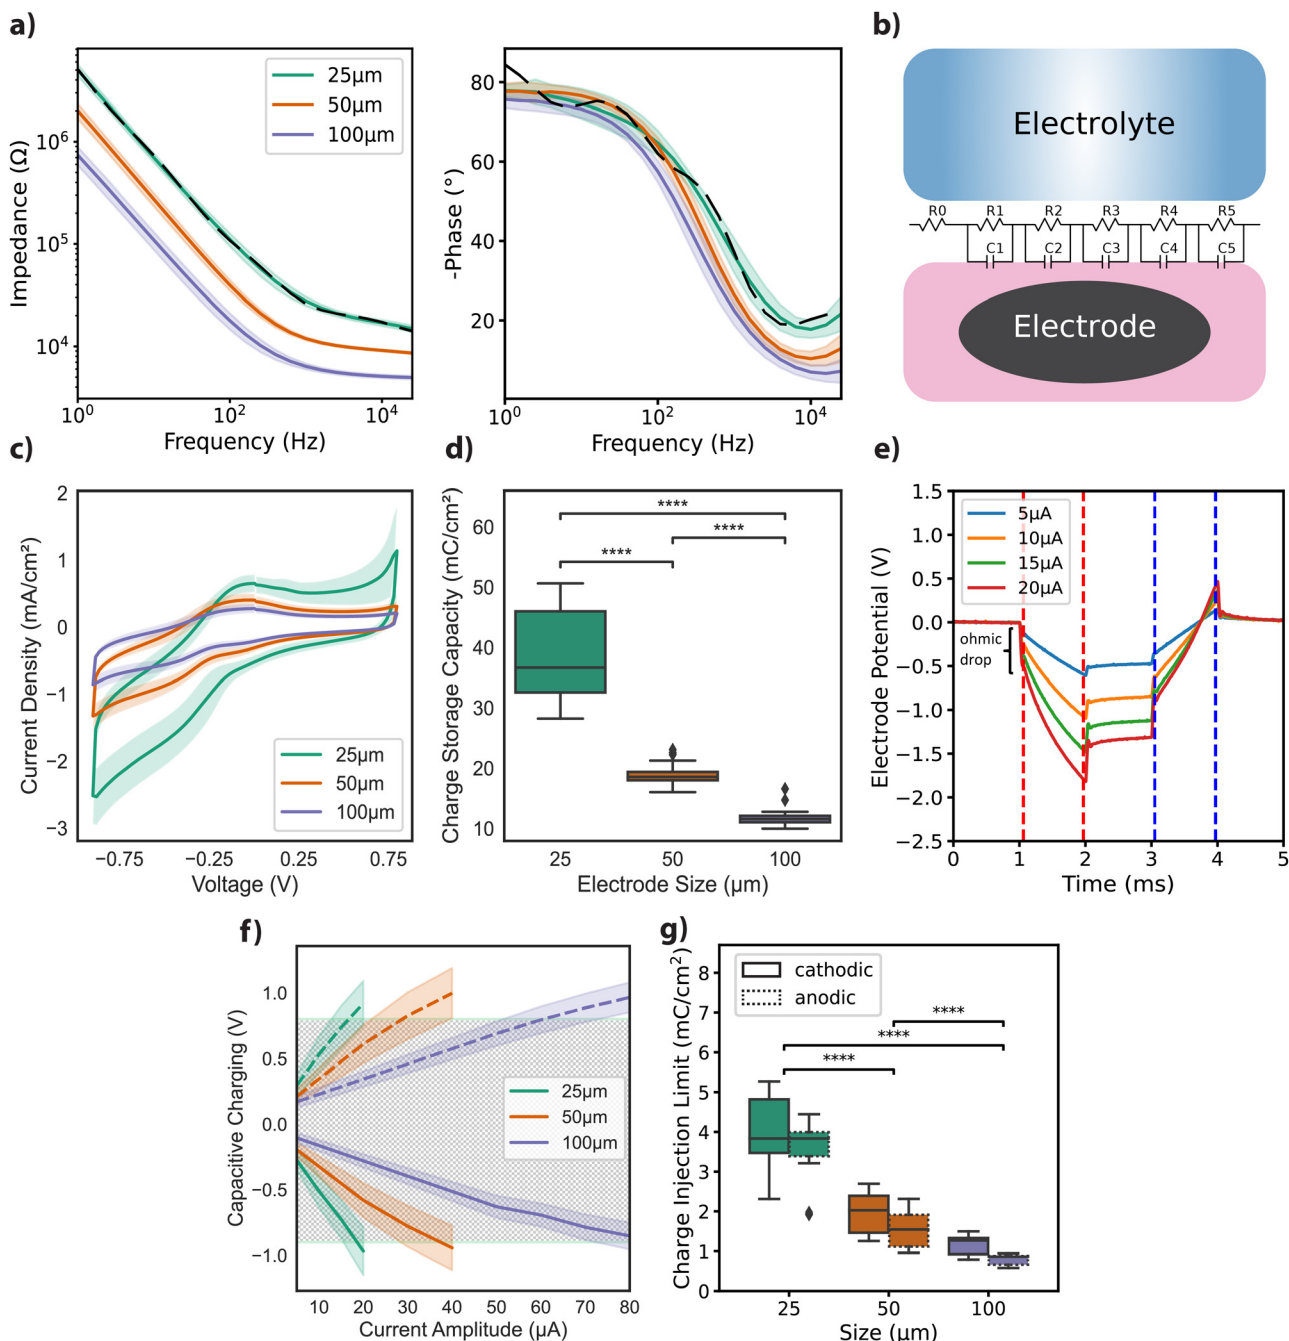 a)
Impedance (Ω)
10⁶
10⁵
10⁴
25µm
50µm
100µm
10⁰
10²
10⁴
Frequency (Hz)
-Phase (°)
80
60
40
20
10⁰
10²
10⁴
Frequency (Hz)
b)
Electrolyte
R0
R1
R2
R3
R4
R5
C1
C2
C3
C4
C5
Electrode
c)
Current Density (mA/cm²)
2
1
0
−1
−2
−3
25µm
50µm
100µm
−0.75
−0.25
0.25
0.75
Voltage (V)
d)
Charge Storage Capacity (mC/cm²)
60
50
40
30
20
10
****
****
****
25
50
100
Electrode Size (µm)
e)
Electrode Potential (V)
1.5
1.0
0.5
0.0
−0.5
−1.0
−1.5
−2.0
−2.5
5µA
10µA
15µA
20µA
ohmic
drop
0
1
2
3
4
5
Time (ms)
f)
Capacitive Charging (V)
1.0
0.5
0.0
−0.5
−1.0
25µm
50µm
100µm
10
20
30
40
50
60
70
80
Current Amplitude (µA)
g)
Charge Injection Limit (mC/cm²)
8
7
6
5
4
3
2
1
0
cathodic
anodic
****
****
****
25
50
100
Size (µm)